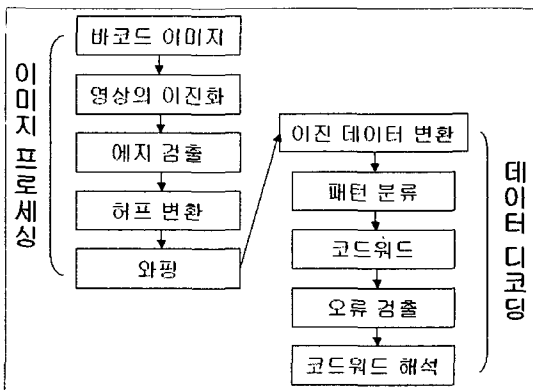 이미지 프로세싱
바코드 이미지
영상의 이진화
에지 검출
허프 변환
와핑
이진 데이터 변환
패턴 분류
코드워드
오류 검출
코드워드 해석
데이터 디코딩